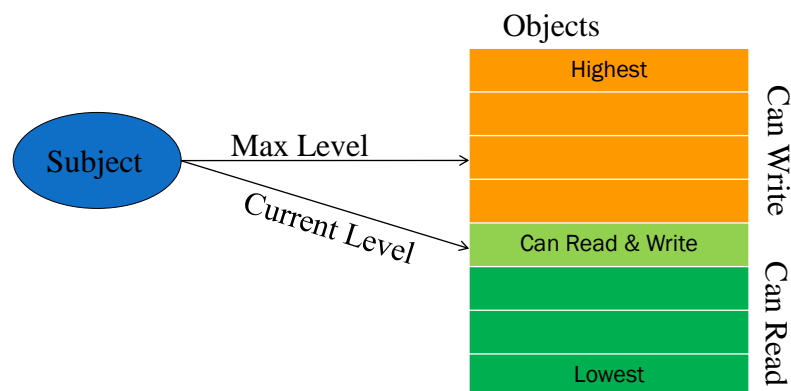 Objects
Highest
Can Write
Max Level
Subject
Current Level
Can Read & Write
Can Read
Lowest